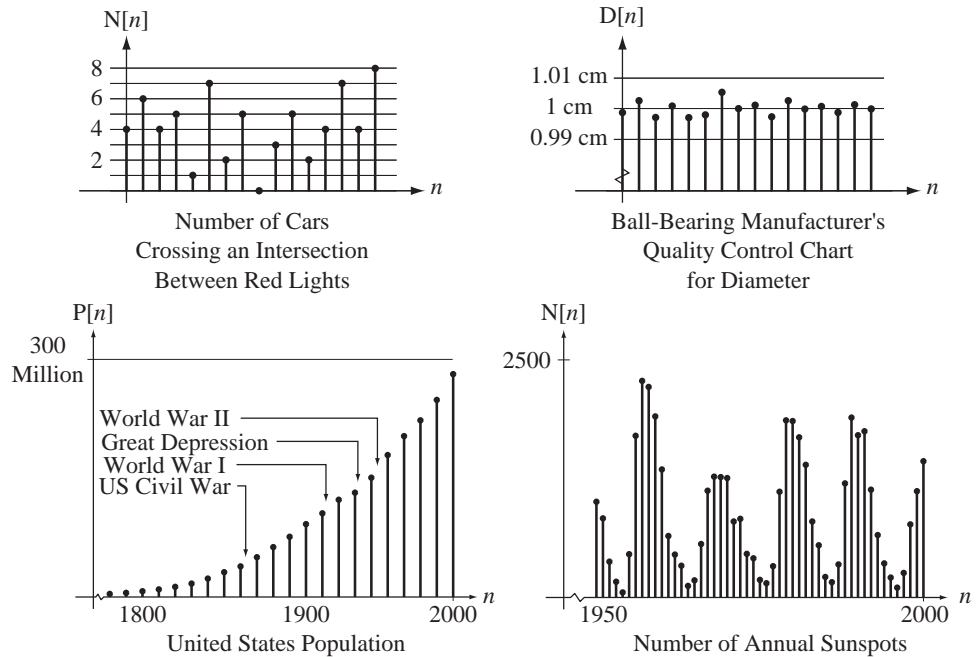 N[n]
8
6
4
2
n
Number of Cars
Crossing an Intersection
Between Red Lights
D[n]
1.01 cm
1 cm
0.99 cm
n
Ball-Bearing Manufacturer's
Quality Control Chart
for Diameter
P[n]
300
Million
World War II
Great Depression
World War I
US Civil War
1800
1900
2000
n
United States Population
N[n]
2500
1950
2000
n
Number of Annual Sunspots